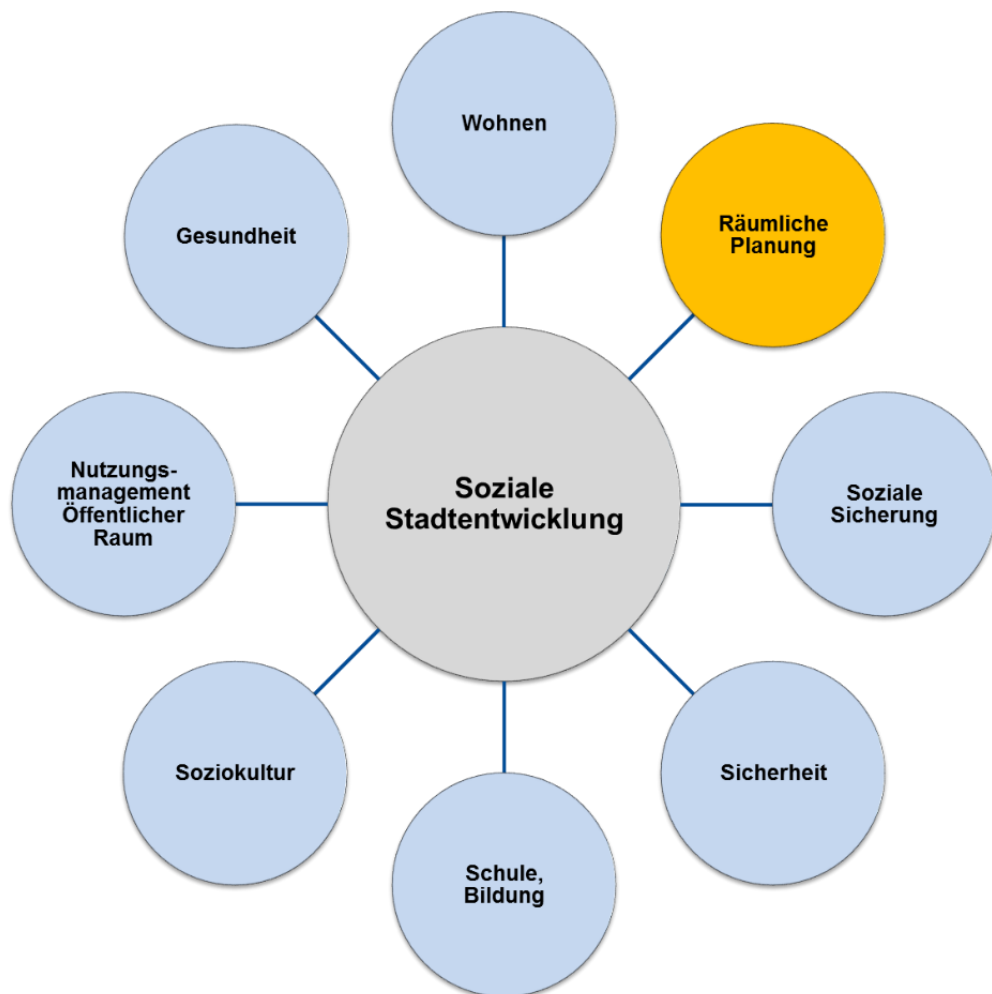 Wohnen
Räumliche
Planung
Gesundheit
Nutzungs-
management
Öffentlicher
Raum
Soziale
Stadtentwicklung
Soziale
Sicherung
Soziokultur
Sicherheit
Schule,
Bildung